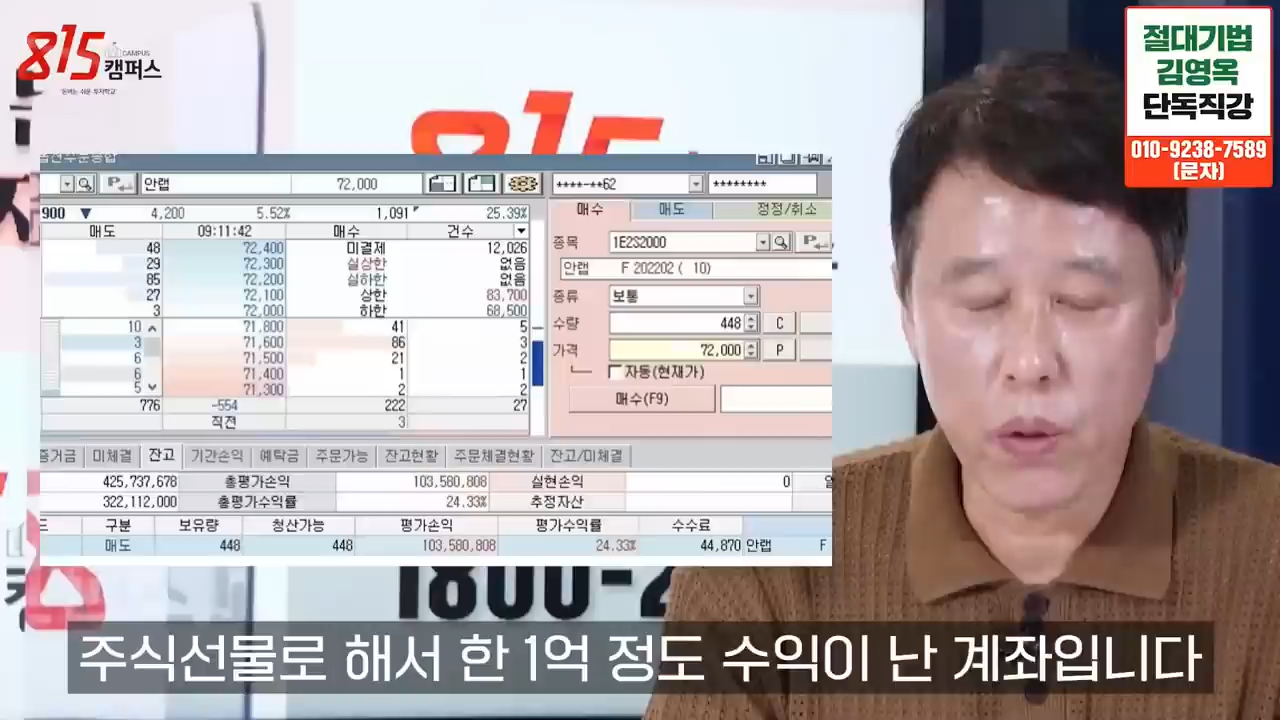 815
CAMPUS
캠퍼스
절대기법
김영옥
단독직강
010-9238-7589
(문자)
815
안랩 72,000 ****-**62 ********
900 ▼ 4,200 5.52% 1,091 25.39%
매도 09:11:42 매수 건수
48 72,400 미결제 12,026
29 72,300 실상한 없음
85 72,200 실하한 없음
27 72,100 상한 83,700
3 72,000 하한 68,500
10 71,800 41 5
3 71,600 86 3
6 71,500 21 2
6 71,400 1 1
5 71,300 2 2
776 -554 222 27
직전 3
매수 매도 정정/취소
종목 1E2S2000
안랩 F 202202 ( 10)
종류 보통
수량 448 C
가격 72,000 P
자동(현재가)
매수(F9)
증거금 미체결 잔고 기간손익 예탁금 주문가능 잔고현황 주문체결현황 잔고/미체결
425,737,678 총평가손익 103,580,808 실현손익 0
322,112,000 총평가수익률 24.33% 추정자산
구분 보유량 청산가능 평가손익 평가수익률 수수료
매도 448 448 103,580,808 24.33% 44,870 안랩 F
1800-2
주식선물로 해서 한 1억 정도 수익이 난 계좌입니다